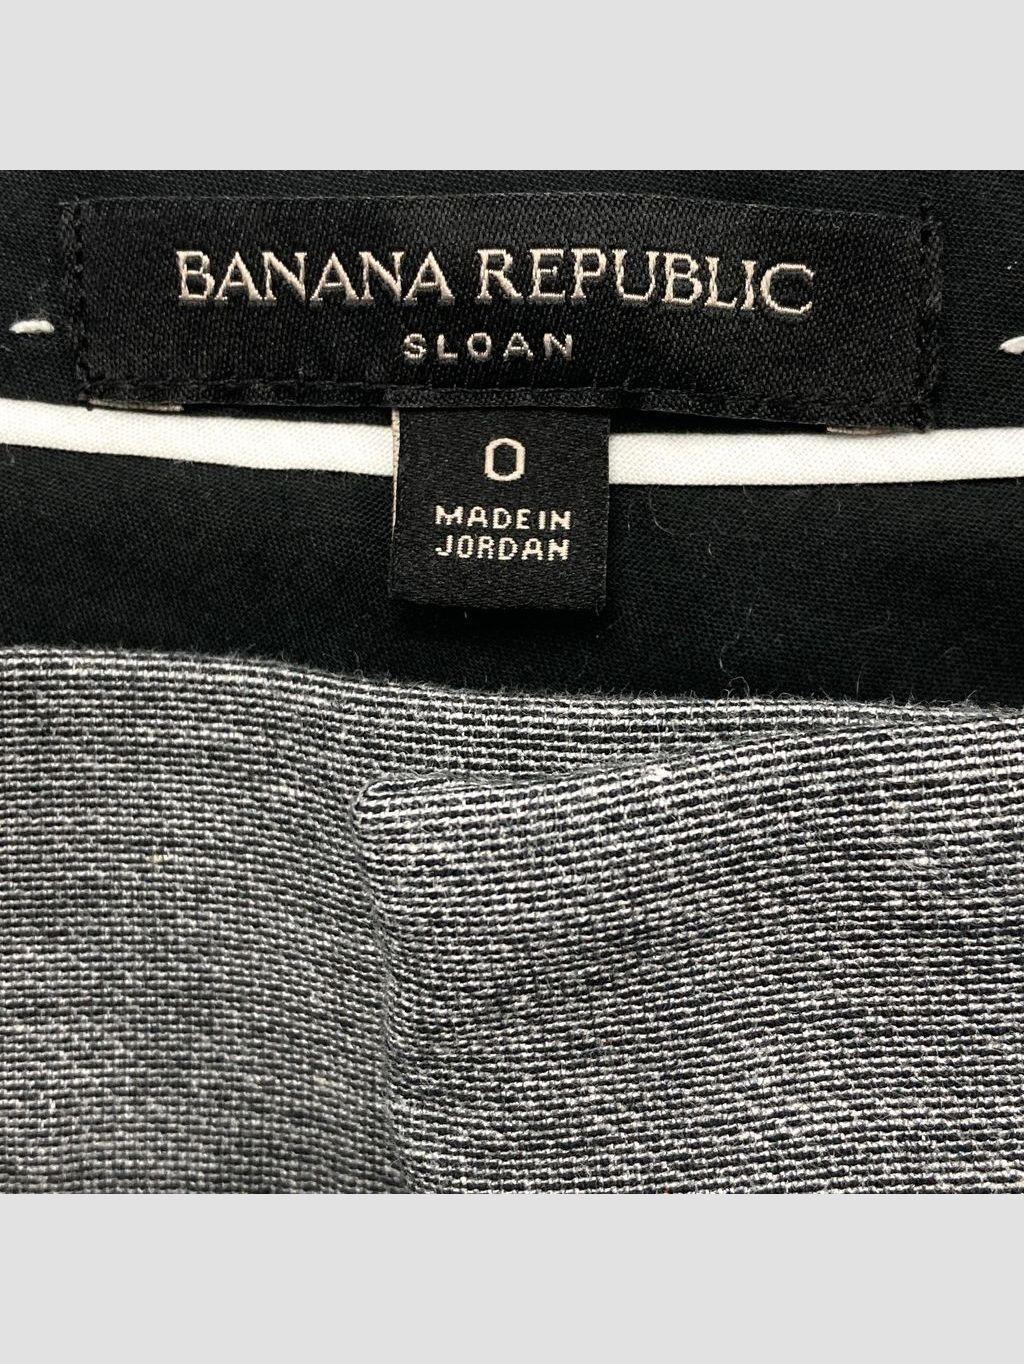 BANANA REPUBLIC
SLOAN
0
MADE IN
JORDAN